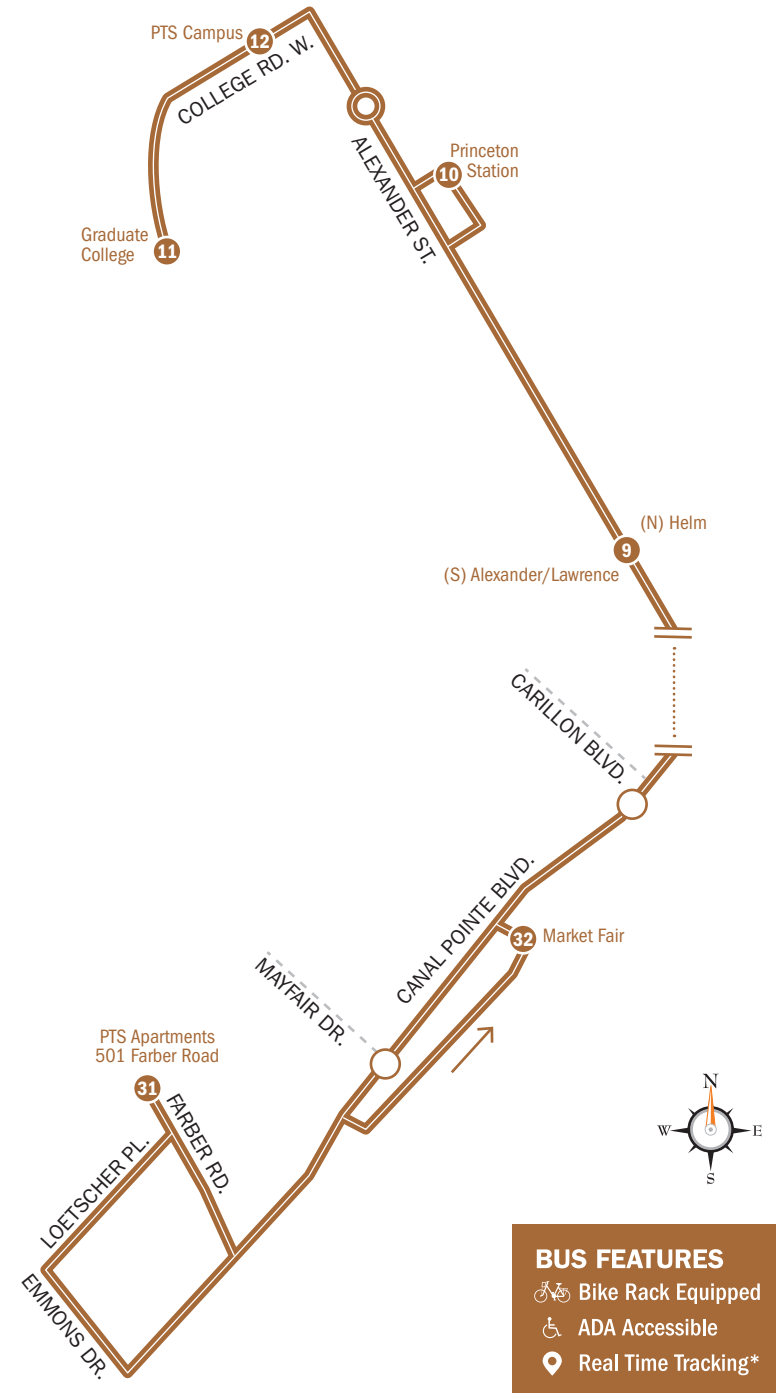 PTS Campus
12
COLLEGE RD. W.
ALEXANDER ST.
Princeton
Station
10
Graduate
College
11
(N) Helm
9
(S) Alexander/Lawrence
CARILLON BLVD.
CANAL POINTE BLVD.
32
Market Fair
MAYFAIR DR.
PTS Apartments
501 Farber Road
31
FARBER RD.
LOETSCHER PL.
EMMONS DR.
N
W
E
S
BUS FEATURES
Bike Rack Equipped
ADA Accessible
Real Time Tracking*